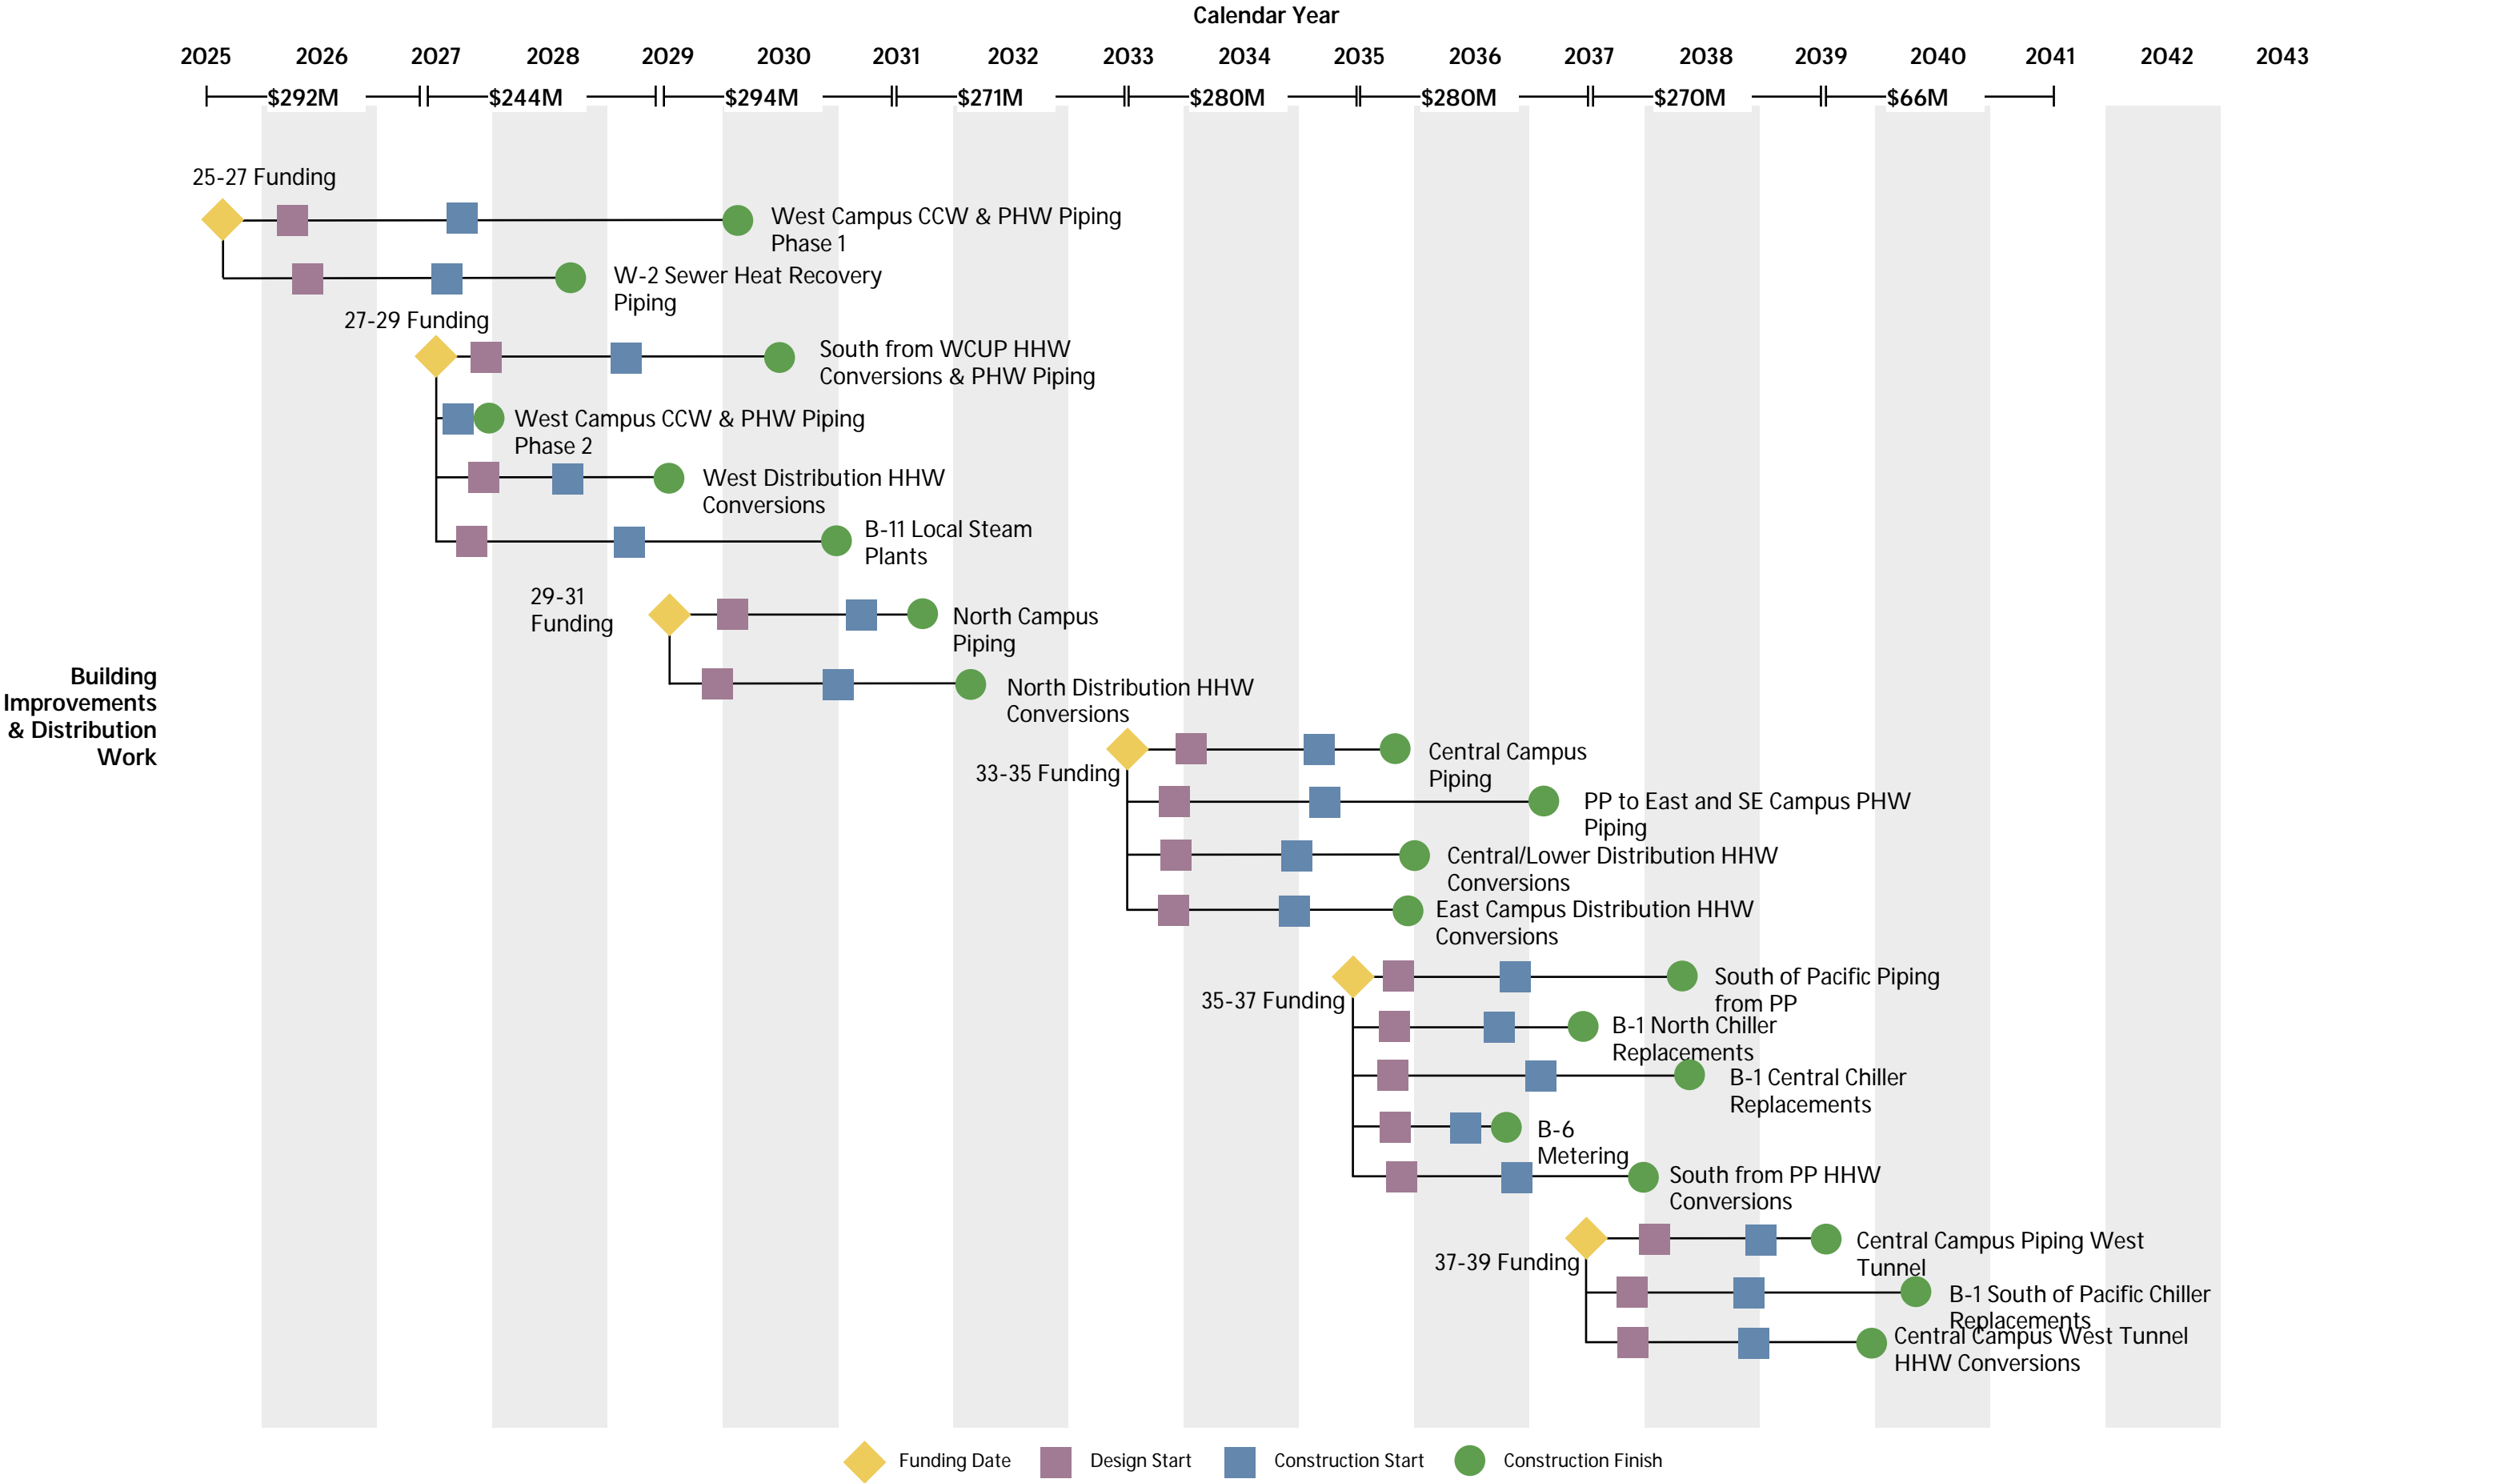 Calendar Year
2025 2026 2027 2028 2029 2030 2031 2032 2033 2034 2035 2036 2037 2038 2039 2040 2041 2042 2043
$292M $244M $294M $271M $280M $280M $270M $66M
25-27 Funding
West Campus CCW & PHW Piping
Phase 1
W-2 Sewer Heat Recovery
Piping
27-29 Funding
South from WCUP HHW
Conversions & PHW Piping
West Campus CCW & PHW Piping
Phase 2
West Distribution HHW
Conversions
B-11 Local Steam
Plants
29-31
Funding
North Campus
Piping
North Distribution HHW
Conversions
Building
Improvements
& Distribution
Work
33-35 Funding
Central Campus
Piping
PP to East and SE Campus PHW
Piping
Central/Lower Distribution HHW
Conversions
East Campus Distribution HHW
Conversions
35-37 Funding
South of Pacific Piping
from PP
B-1 North Chiller
Replacements
B-1 Central Chiller
Replacements
B-6
Metering
South from PP HHW
Conversions
37-39 Funding
Central Campus Piping West
Tunnel
B-1 South of Pacific Chiller
Replacements
Central Campus West Tunnel
HHW Conversions
Funding Date Design Start Construction Start Construction Finish